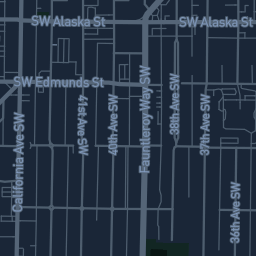 SW Alaska St
SW Alaska St
SW Edmunds St
California Ave SW
41st Ave SW
40th Ave SW
Fauntleroy Way SW
38th Ave SW
37th Ave SW
36th Ave SW